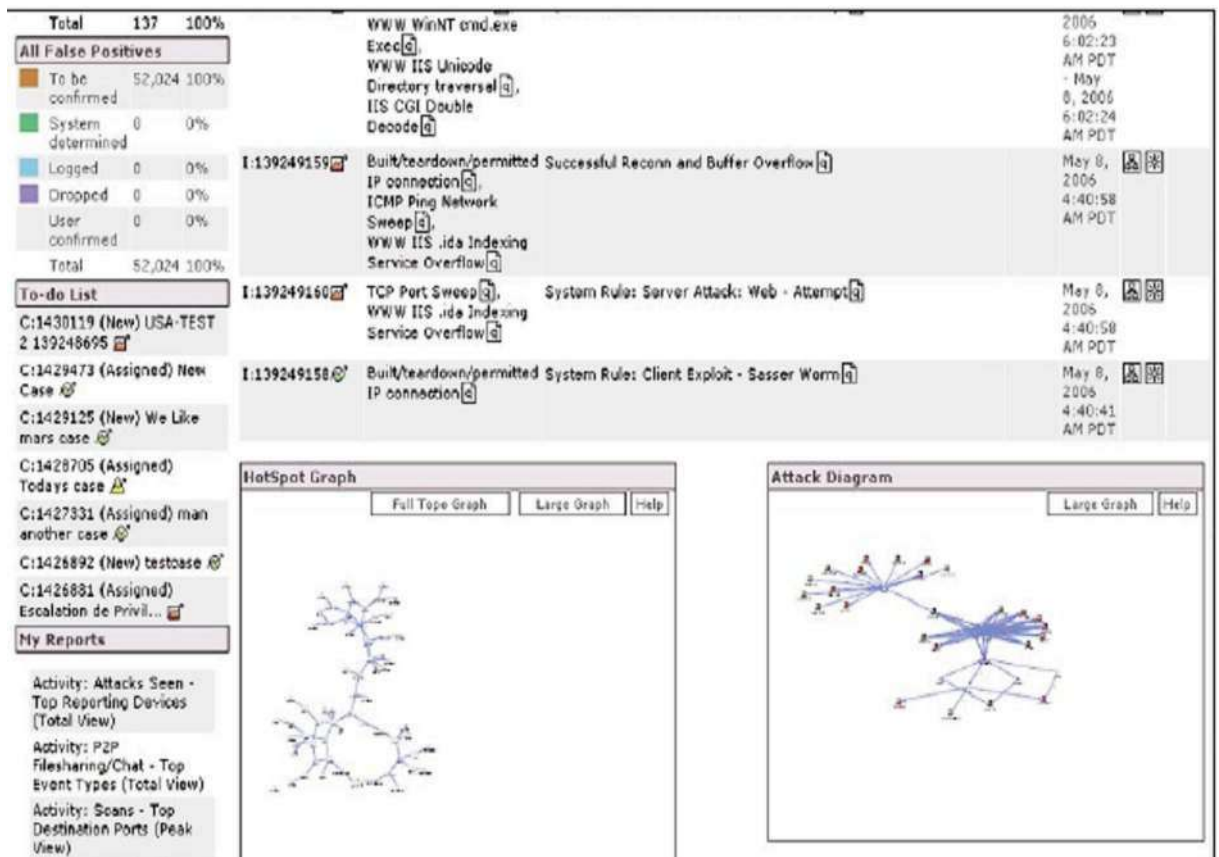 Total 137 100%
All False Positives
To be confirmed 52,024 100%
System determined 0 0%
Logged 0 0%
Dropped 0 0%
User confirmed 0 0%
Total 52,024 100%
To-do List
C:1430119 (New) USA-TEST
2 139248695
C:1429473 (Assigned) New
Case
C:1429125 (New) We Like
mars case
C:1428705 (Assigned)
Todays case
C:1427331 (Assigned) man
another case
C:1426892 (New) testcase
C:1426881 (Assigned)
Escalation de Privil...
My Reports
Activity: Attacks Seen -
Top Reporting Devices
(Total View)
Activity: P2P
Filesharing/Chat - Top
Event Types (Total View)
Activity: Scans - Top
Destination Ports (Peak
View)
WWW WinNT cmd.exe
Exec q,
WWW IIS Unicode
Directory traversal q,
IIS CGI Double
Decode q
2006
6:02:23
AM PDT
- May
8, 2006
6:02:24
AM PDT
I:139249159
Built/teardown/permitted
IP connection q,
ICMP Ping Network
Sweep q,
WWW IIS .ida Indexing
Service Overflow q
Successful Reconn and Buffer Overflow q
May 8,
2006
4:40:58
AM PDT
I:139249160
TCP Port Sweep q,
WWW IIS .ida Indexing
Service Overflow q
System Rule: Server Attack: Web - Attempt q
May 8,
2006
4:40:58
AM PDT
I:139249158
Built/teardown/permitted
IP connection q
System Rule: Client Exploit - Sasser Worm q
May 8,
2006
4:40:41
AM PDT
HotSpot Graph
Full Topo Graph Large Graph Help
Attack Diagram
Large Graph Help